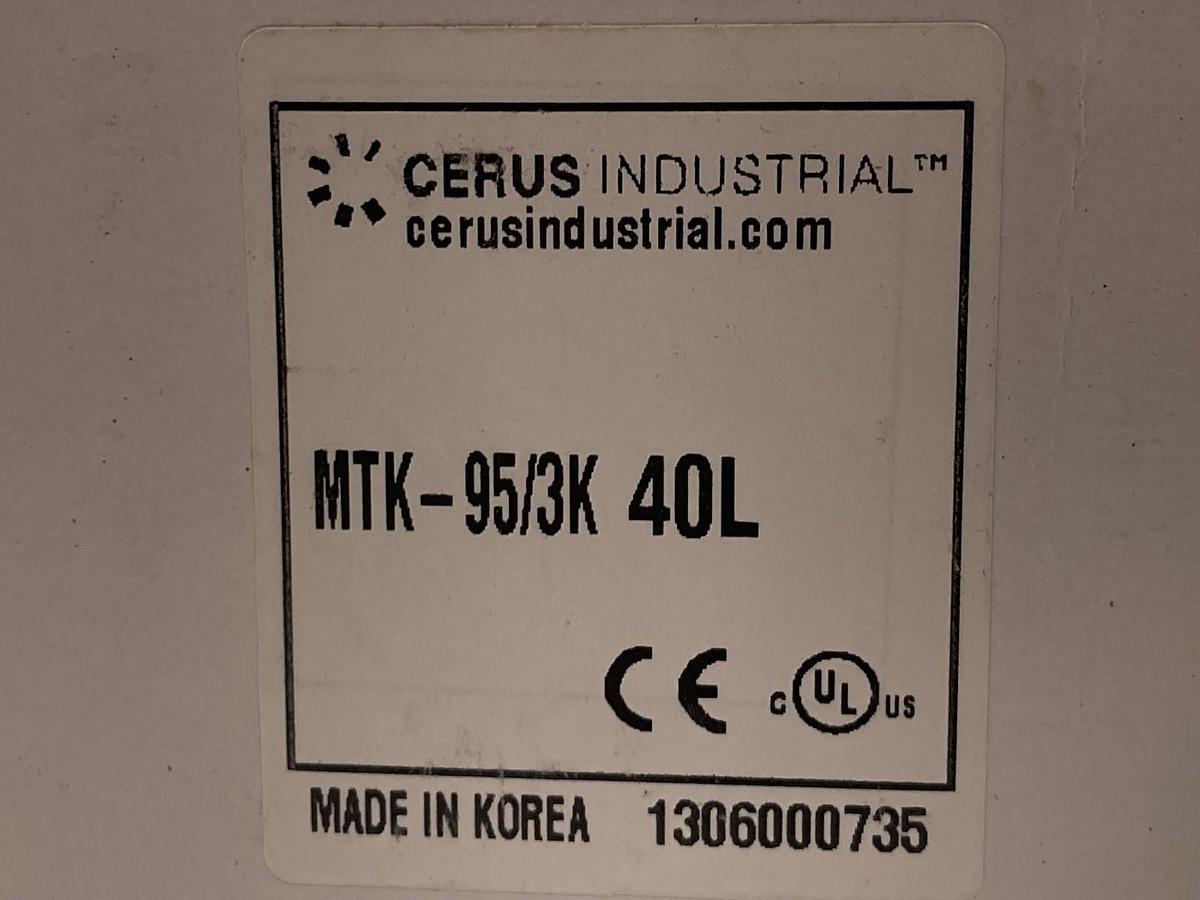 CERUS INDUSTRIAL™
cerusindustrial.com
MTK-95/3K 40L
CE c UL us
MADE IN KOREA 1306000735